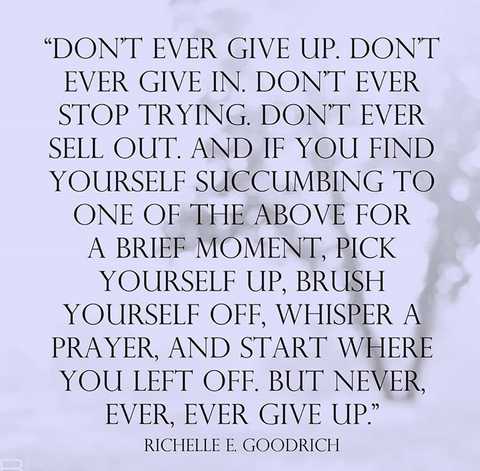 “DON’T EVER GIVE UP. DON’T
EVER GIVE IN. DON’T EVER
STOP TRYING. DON’T EVER
SELL OUT. AND IF YOU FIND
YOURSELF SUCCUMBING TO
ONE OF THE ABOVE FOR
A BRIEF MOMENT, PICK
YOURSELF UP, BRUSH
YOURSELF OFF, WHISPER A
PRAYER, AND START WHERE
YOU LEFT OFF. BUT NEVER,
EVER, EVER GIVE UP.”
RICHELLE E. GOODRICH